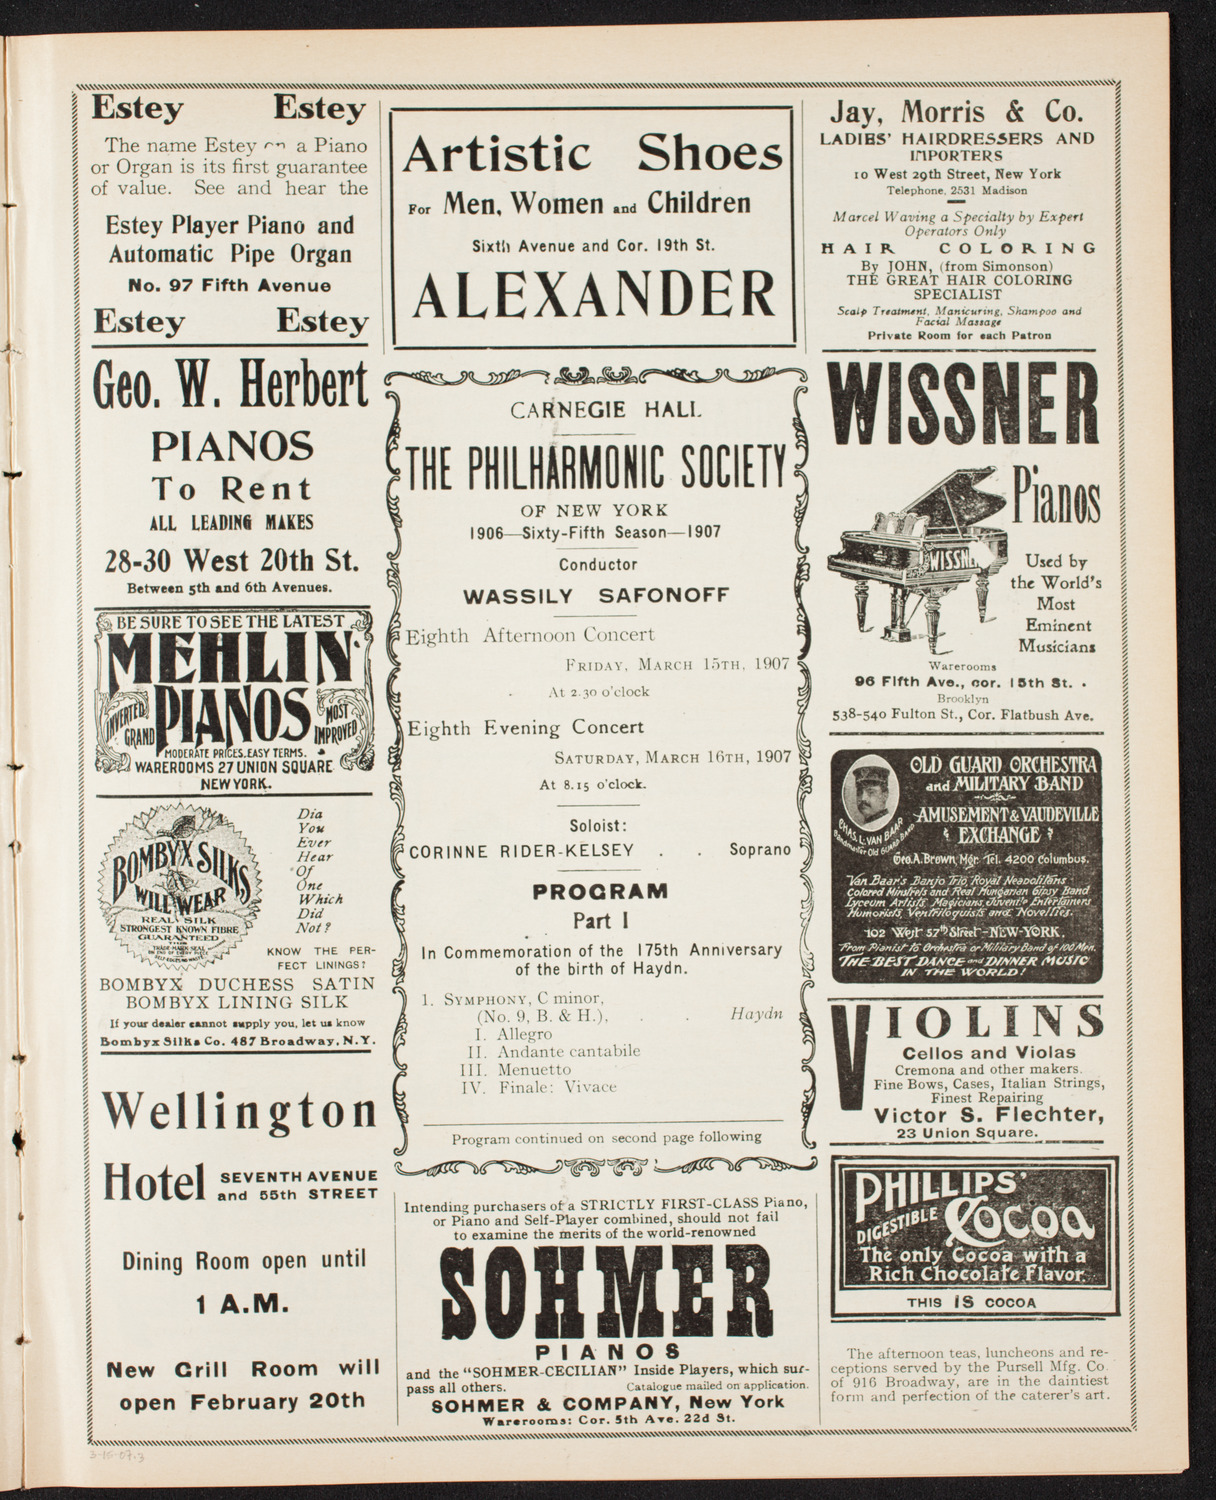 Estey Estey
The name Estey on a Piano
or Organ is its first guarantee
of value. See and hear the
Estey Player Piano and
Automatic Pipe Organ
No. 97 Fifth Avenue
Estey Estey
Geo. W. Herbert
PIANOS
To Rent
ALL LEADING MAKES
28-30 West 20th St.
Between 5th and 6th Avenues.
BE SURE TO SEE THE LATEST
MEHLIN
PIANOS
INVERTED
GRAND
MOST
IMPROVED
MODERATE PRICES. EASY TERMS.
WAREROOMS 27 UNION SQUARE
NEW YORK.
BOMBYX SILKS
WILL WEAR
REAL SILK
STRONGEST KNOWN FIBRE
GUARANTEED
Dia
You
Ever
Hear
Of
One
Which
Did
Not?
KNOW THE PER-
FECT LININGS?
BOMBYX DUCHESS SATIN
BOMBYX LINING SILK
If your dealer cannot supply you, let us know
Bombyx Silks Co. 487 Broadway, N.Y.
Wellington
Hotel SEVENTH AVENUE
and 55th STREET
Dining Room open until
1 A.M.
New Grill Room will
open February 20th
Artistic Shoes
For Men, Women and Children
Sixth Avenue and Cor. 19th St.
ALEXANDER
CARNEGIE HALL
THE PHILHARMONIC SOCIETY
OF NEW YORK
1906—Sixty-Fifth Season—1907
Conductor
WASSILY SAFONOFF
Eighth Afternoon Concert
FRIDAY, MARCH 15TH, 1907
At 2.30 o'clock
Eighth Evening Concert
SATURDAY, MARCH 16TH, 1907
At 8.15 o'clock.
Soloist:
CORINNE RIDER-KELSEY . . Soprano
PROGRAM
Part I
In Commemoration of the 175th Anniversary
of the birth of Haydn.
1. SYMPHONY, C minor,
(No. 9, B. & H.), . . Haydn
I. Allegro
II. Andante cantabile
III. Menuetto
IV. Finale: Vivace
Program continued on second page following
Intending purchasers of a STRICTLY FIRST-CLASS Piano,
or Piano and Self-Player combined, should not fail
to examine the merits of the world-renowned
SOHMER
PIANOS
and the "SOHMER-CECILIAN" Inside Players, which sur-
pass all others. Catalogue mailed on application.
SOHMER & COMPANY, New York
Warerooms: Cor. 5th Ave. 22d St.
Jay, Morris & Co.
LADIES' HAIRDRESSERS AND
IMPORTERS
10 West 29th Street, New York
Telephone, 2531 Madison
Marcel Waving a Specialty by Expert
Operators Only
HAIR COLORING
By JOHN, (from Simonson)
THE GREAT HAIR COLORING
SPECIALIST
Scalp Treatment, Manicuring, Shampoo and
Facial Massage
Private Room for each Patron
WISSNER
Pianos
WISSNE
Used by
the World's
Most
Eminent
Musicians
Warerooms
96 Fifth Ave., cor. 15th St. .
Brooklyn
538-540 Fulton St., Cor. Flatbush Ave.
OLD GUARD ORCHESTRA
and MILITARY BAND
CHAS. L. VAN BAAR
Bandmaster Old Guard Band
AMUSEMENT & VAUDEVILLE
EXCHANGE
Geo. A. Brown, Mgr. Tel. 4200 Columbus.
Van Baar's Banjo Trio, Royal Neapolitans
Colored Minstrels and Real Hungarian Gipsy Band
Lyceum Artists, Magicians, Juvenile Entertainers
Humorists, Ventriloquists and Novelties.
102 West 57th Street - NEW-YORK.
From Pianist to Orchestra or Military Band of 100 Men.
THE BEST DANCE and DINNER MUSIC
IN THE WORLD!
VIOLINS
Cellos and Violas
Cremona and other makers.
Fine Bows, Cases, Italian Strings,
Finest Repairing
Victor S. Flechter,
23 Union Square.
PHILLIPS'
DIGESTIBLE Cocoa
The only Cocoa with a
Rich Chocolate Flavor
THIS IS COCOA
The afternoon teas, luncheons and re-
ceptions served by the Pursell Mfg. Co.
of 916 Broadway, are in the daintiest
form and perfection of the caterer's art.
3-15-07.3